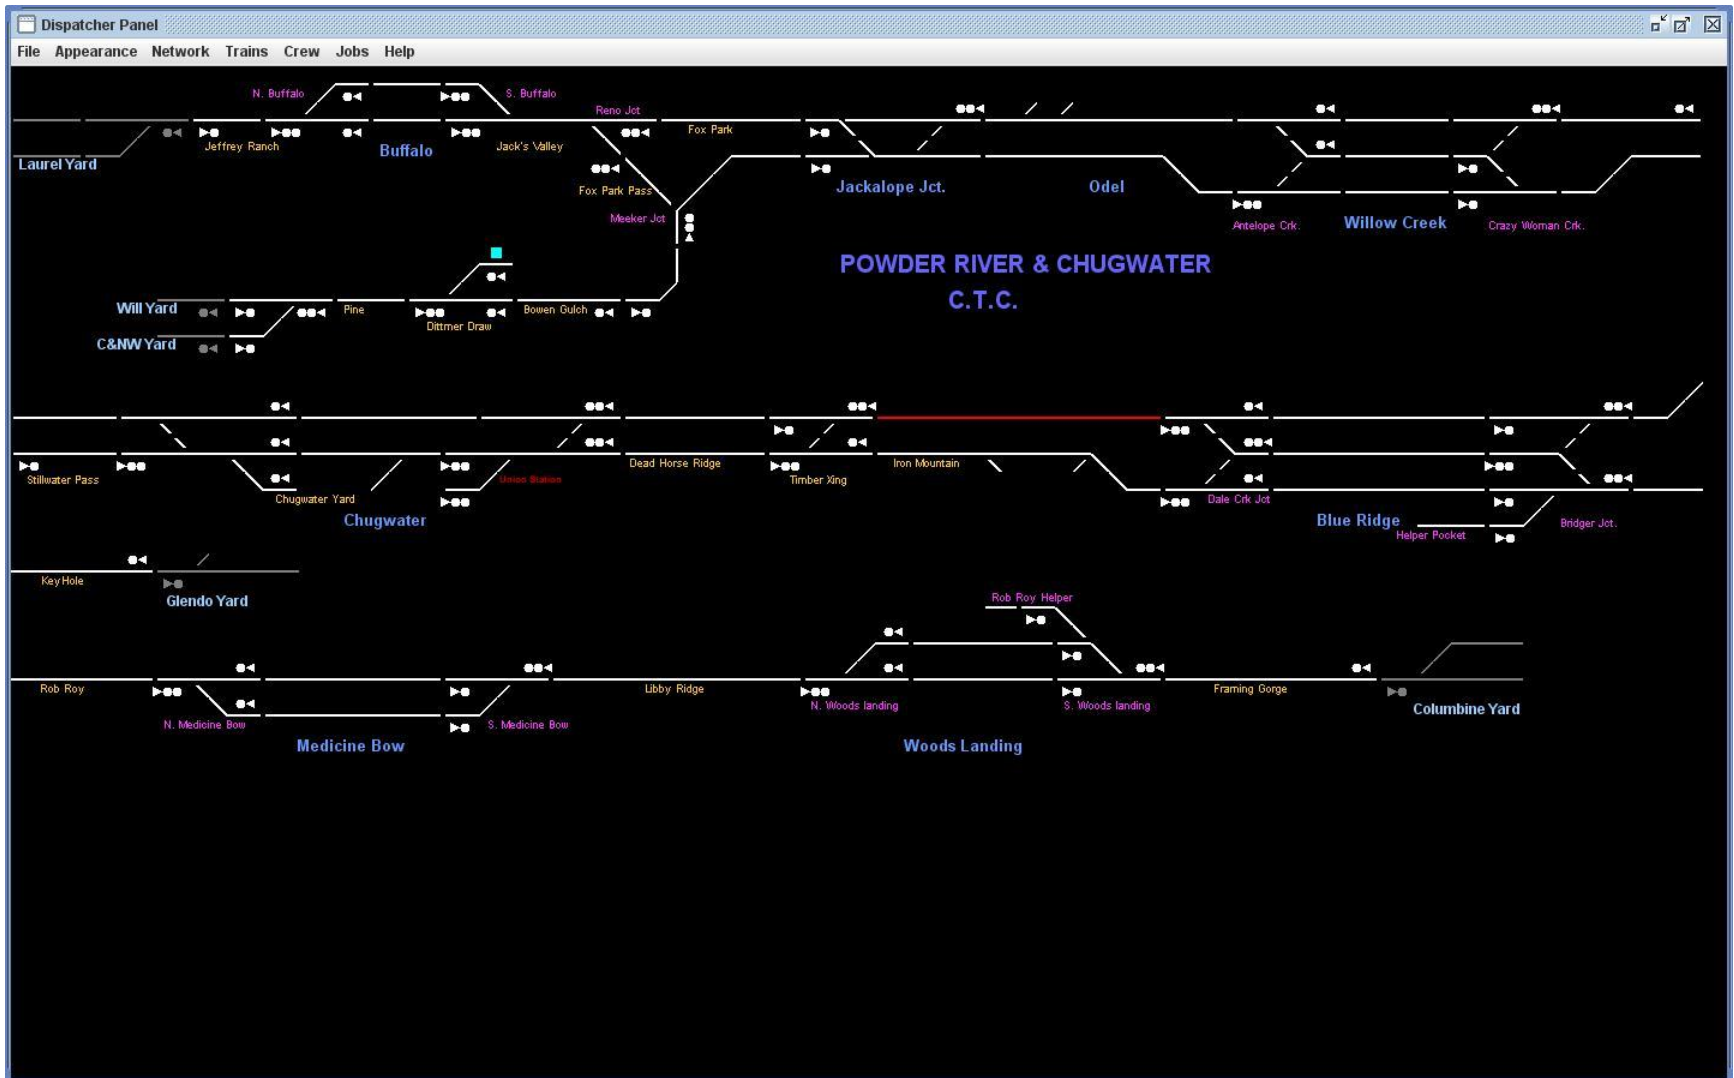 Dispatcher Panel
File Appearance Network Trains Crew Jobs Help
N. Buffalo
S. Buffalo
Reno Jct
Fox Park
Jeffrey Ranch
Buffalo
Jack's Valley
Laurel Yard
Fox Park Pass
Jackalope Jct.
Odel
Meeker Jct
Antelope Crk.
Willow Creek
Crazy Woman Crk.
POWDER RIVER & CHUGWATER
C.T.C.
Will Yard
Pine
Bowen Gulch
Dittmer Draw
C&NW Yard
Stillwater Pass
Dead Horse Ridge
Iron Mountain
Timber Xing
Union Station
Chugwater Yard
Dale Crk Jct
Chugwater
Blue Ridge
Bridger Jct.
Helper Pocket
Key Hole
Glendo Yard
Rob Roy Helper
Rob Roy
Libby Ridge
Framing Gorge
N. Woods landing
S. Woods landing
Columbine Yard
N. Medicine Bow
S. Medicine Bow
Medicine Bow
Woods Landing